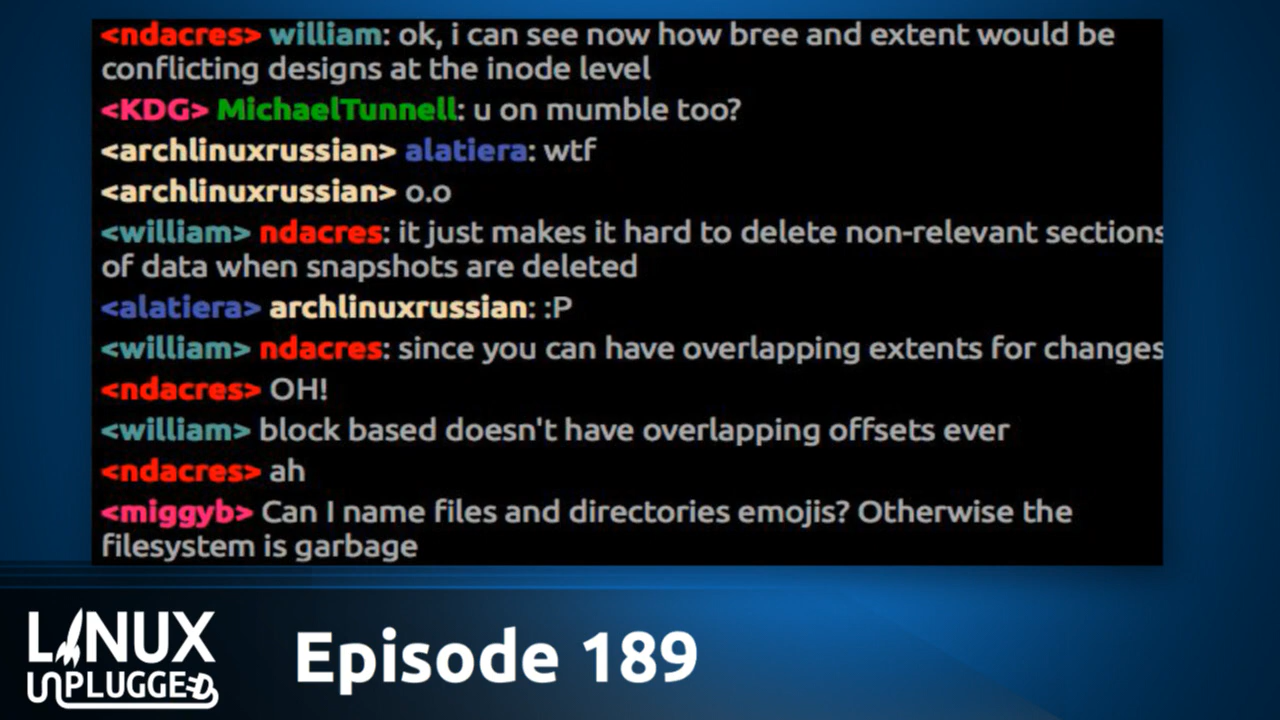 <ndacres> william: ok, i can see now how bree and extent would be
conflicting designs at the inode level
<KDG> MichaelTunnell: u on mumble too?
<archlinuxrussian> alatiera: wtf
<archlinuxrussian> o.o
<william> ndacres: it just makes it hard to delete non-relevant sections
of data when snapshots are deleted
<alatiera> archlinuxrussian: :P
<william> ndacres: since you can have overlapping extents for changes
<ndacres> OH!
<william> block based doesn't have overlapping offsets ever
<ndacres> ah
<miggyb> Can I name files and directories emojis? Otherwise the
filesystem is garbage
LINUX
UNPLUGGED
Episode 189